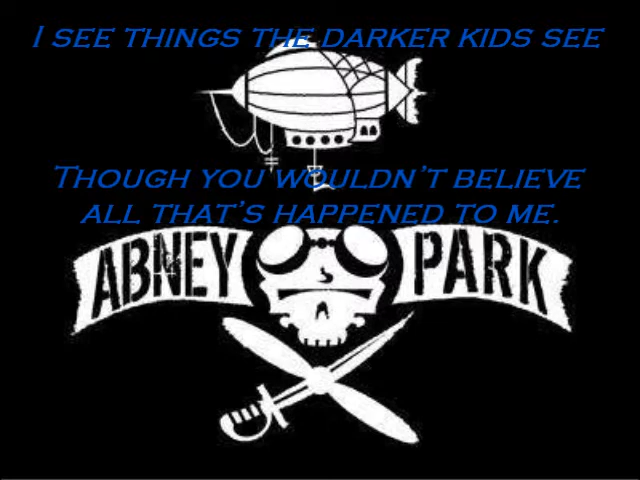 I see things the darker kids see
Though you wouldn't believe
all that's happened to me.
ABNEY PARK